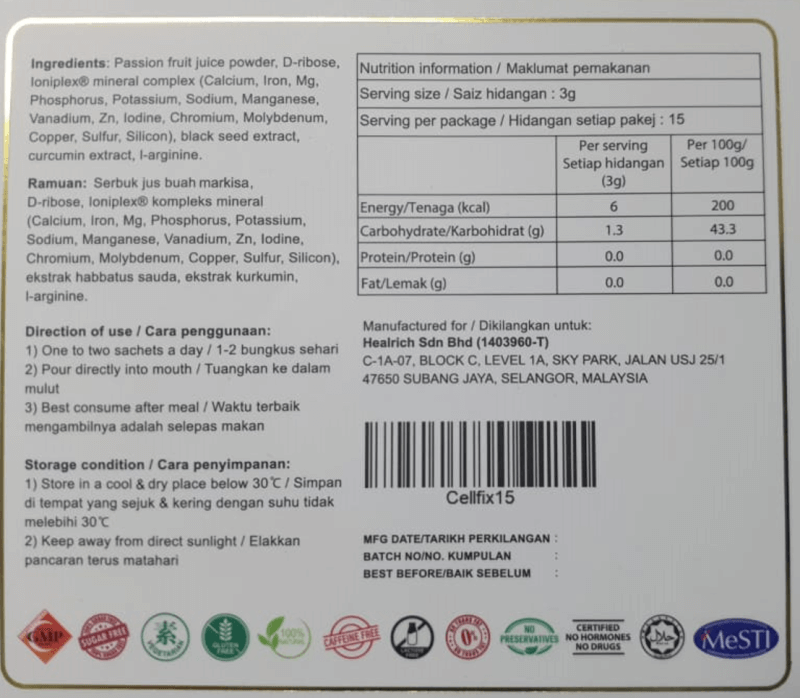 Ingredients: Passion fruit juice powder, D-ribose,
Ioniplex® mineral complex (Calcium, Iron, Mg,
Phosphorus, Potassium, Sodium, Manganese,
Vanadium, Zn, Iodine, Chromium, Molybdenum,
Copper, Sulfur, Silicon), black seed extract,
curcumin extract, l-arginine.
Ramuan: Serbuk jus buah markisa,
D-ribose, Ioniplex® kompleks mineral
(Calcium, Iron, Mg, Phosphorus, Potassium,
Sodium, Manganese, Vanadium, Zn, Iodine,
Chromium, Molybdenum, Copper, Sulfur, Silicon),
ekstrak habbatus sauda, ekstrak kurkumin,
l-arginine.
Direction of use / Cara penggunaan:
1) One to two sachets a day / 1-2 bungkus sehari
2) Pour directly into mouth / Tuangkan ke dalam
mulut
3) Best consume after meal / Waktu terbaik
mengambilnya adalah selepas makan
Storage condition / Cara penyimpanan:
1) Store in a cool & dry place below 30℃ / Simpan
di tempat yang sejuk & kering dengan suhu tidak
melebihi 30℃
2) Keep away from direct sunlight / Elakkan
pancaran terus matahari
Nutrition information / Maklumat pemakanan
Serving size / Saiz hidangan : 3g
Serving per package / Hidangan setiap pakej : 15
Per serving
Setiap hidangan
(3g)
Per 100g/
Setiap 100g
Energy/Tenaga (kcal) 6 200
Carbohydrate/Karbohidrat (g) 1.3 43.3
Protein/Protein (g) 0.0 0.0
Fat/Lemak (g) 0.0 0.0
Manufactured for / Dikilangkan untuk:
Healrich Sdn Bhd (1403960-T)
C-1A-07, BLOCK C, LEVEL 1A, SKY PARK, JALAN USJ 25/1
47650 SUBANG JAYA, SELANGOR, MALAYSIA
Cellfix15
MFG DATE/TARIKH PERKILANGAN :
BATCH NO/NO. KUMPULAN :
BEST BEFORE/BAIK SEBELUM :
GMP
SUGAR FREE
素
VEGETARIAN
GLUTEN
FREE
100%
NATURAL
CAFFEINE FREE
LACTOSE
FREE
0%
NO
PRESERVATIVES
CERTIFIED
NO HORMONES
NO DRUGS
حلال
MeSTI